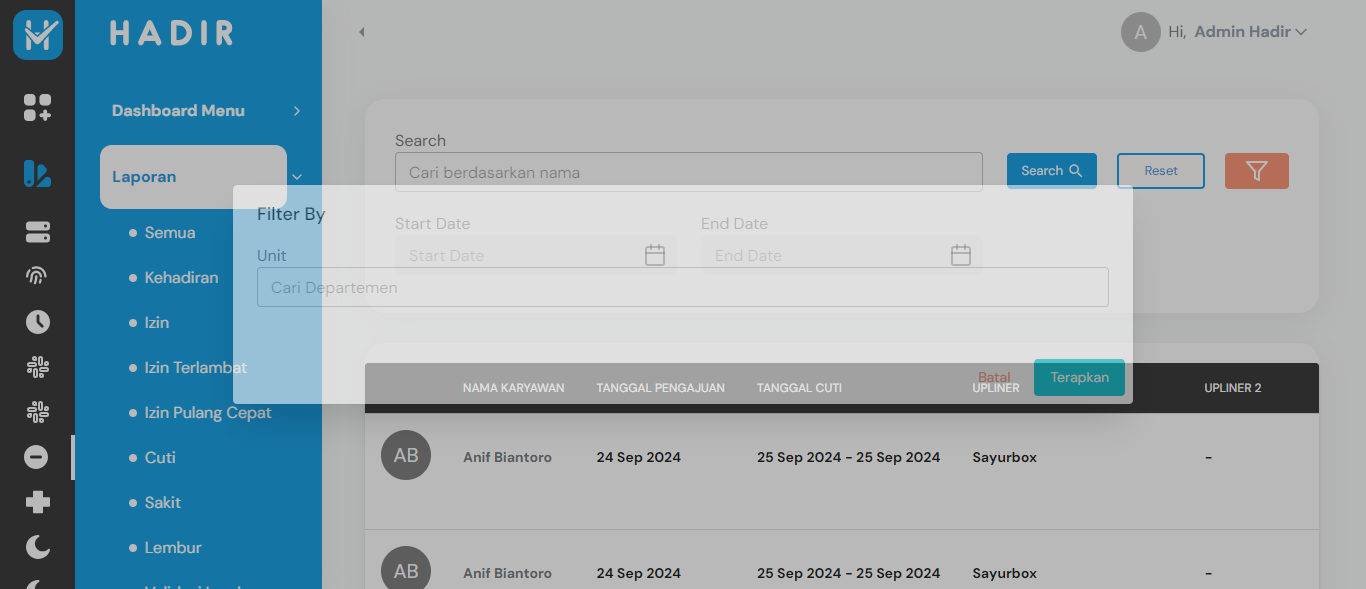 HADIR
A Hi, Admin Hadir
Dashboard Menu
Laporan
Semua
Kehadiran
Izin
Izin Terlambat
Izin Pulang Cepat
Cuti
Sakit
Lembur
Search
Cari berdasarkan nama
Search
Reset
Filter By
Start Date
End Date
Start Date
End Date
Unit
Cari Departemen
Batal
Terapkan
NAMA KARYAWAN TANGGAL PENGAJUAN TANGGAL CUTI UPLINER UPLINER 2
AB Anif Biantoro 24 Sep 2024 25 Sep 2024 - 25 Sep 2024 Sayurbox -
AB Anif Biantoro 24 Sep 2024 25 Sep 2024 - 25 Sep 2024 Sayurbox -